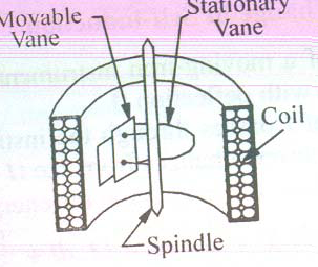 Movable
Vane
Stationary
Vane
Coil
Spindle